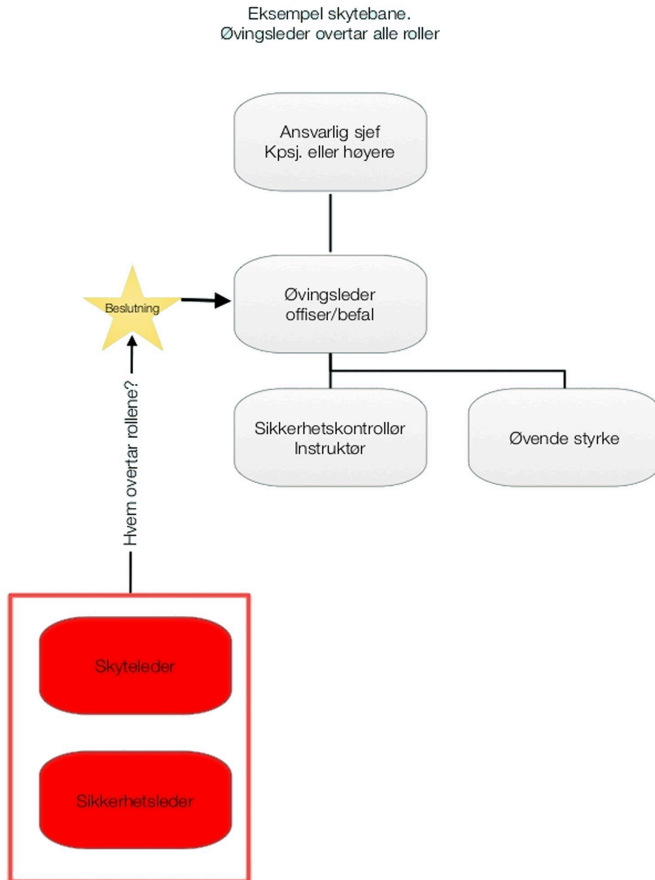 Eksempel skytebane.
Øvingsleder overtar alle roller
Ansvarlig sjef
Kpsj. eller høyere
Beslutning
Øvingsleder
offiser/befal
Hvem overtar rollene?
Sikkerhetskontrollør
Instruktør
Øvende styrke
Skyteleder
Sikkerhetsleder